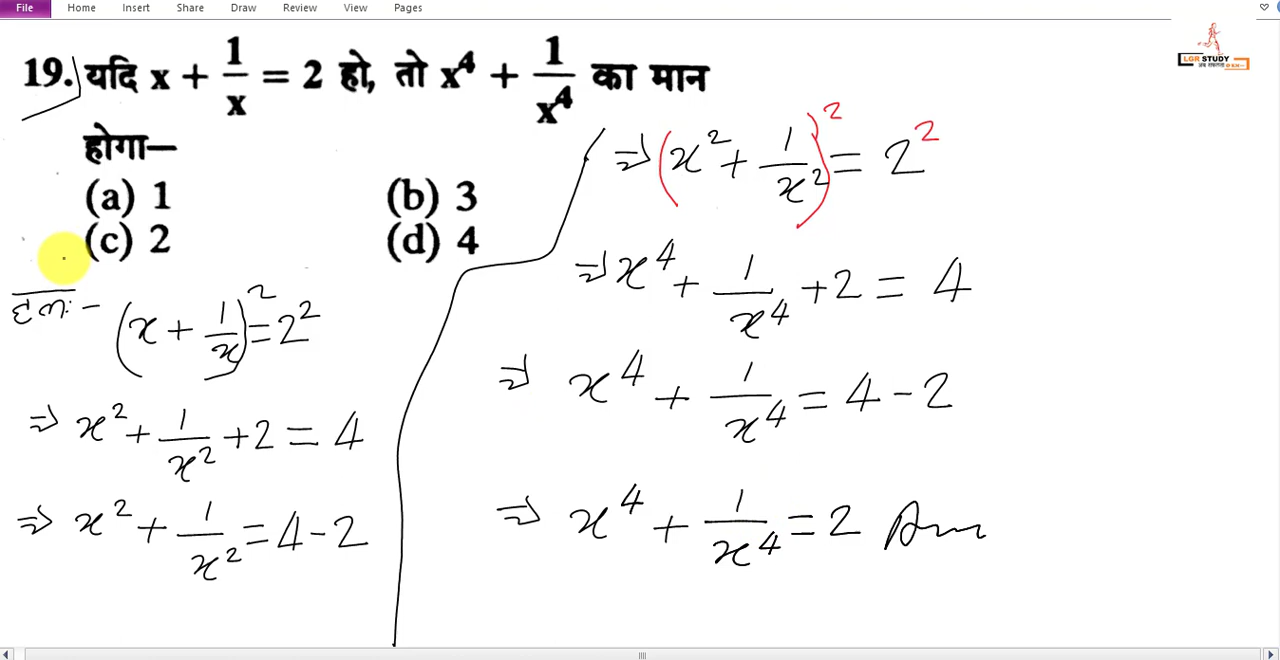 File Home Insert Share Draw Review View Pages
LGR STUDY
19. यदि x + 1/x = 2 हो, तो x⁴ + 1/x⁴ का मान
होगा—
(a) 1 (b) 3
(c) 2 (d) 4
हलः-
(x + 1/x)² = 2²
⇒ x² + 1/x² + 2 = 4
⇒ x² + 1/x² = 4 - 2
⇒ (x² + 1/x²)² = 2²
⇒ x⁴ + 1/x⁴ + 2 = 4
⇒ x⁴ + 1/x⁴ = 4 - 2
⇒ x⁴ + 1/x⁴ = 2 Ans